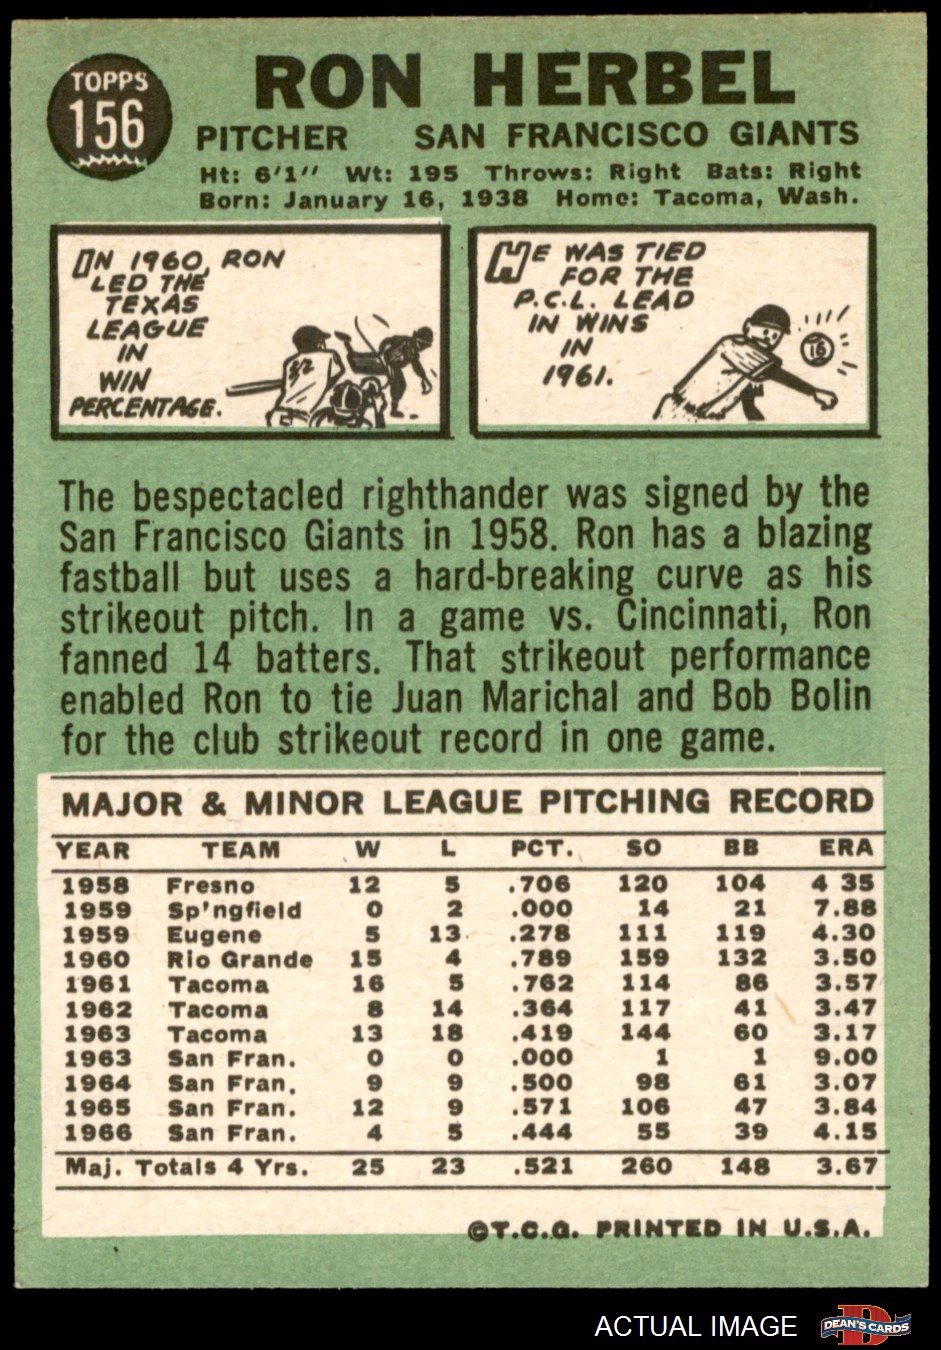 TOPPS
156
RON HERBEL
PITCHER SAN FRANCISCO GIANTS
Ht: 6'1" Wt: 195 Throws: Right Bats: Right
Born: January 16, 1938 Home: Tacoma, Wash.
IN 1960, RON
LED THE
TEXAS
LEAGUE
IN
WIN
PERCENTAGE.
HE WAS TIED
FOR THE
P.C.L. LEAD
IN WINS
IN
1961.
16
The bespectacled righthander was signed by the
San Francisco Giants in 1958. Ron has a blazing
fastball but uses a hard-breaking curve as his
strikeout pitch. In a game vs. Cincinnati, Ron
fanned 14 batters. That strikeout performance
enabled Ron to tie Juan Marichal and Bob Bolin
for the club strikeout record in one game.
MAJOR & MINOR LEAGUE PITCHING RECORD
YEAR TEAM W L PCT. SO BB ERA
1958 Fresno 12 5 .706 120 104 4 35
1959 Sp'ngfield 0 2 .000 14 21 7.88
1959 Eugene 5 13 .278 111 119 4.30
1960 Rio Grande 15 4 .789 159 132 3.50
1961 Tacoma 16 5 .762 114 86 3.57
1962 Tacoma 8 14 .364 117 41 3.47
1963 Tacoma 13 18 .419 144 60 3.17
1963 San Fran. 0 0 .000 1 1 9.00
1964 San Fran. 9 9 .500 98 61 3.07
1965 San Fran. 12 9 .571 106 47 3.84
1966 San Fran. 4 5 .444 55 39 4.15
Maj. Totals 4 Yrs. 25 23 .521 260 148 3.67
©T.C.G. PRINTED IN U.S.A.
ACTUAL IMAGE
DEAN'S CARDS